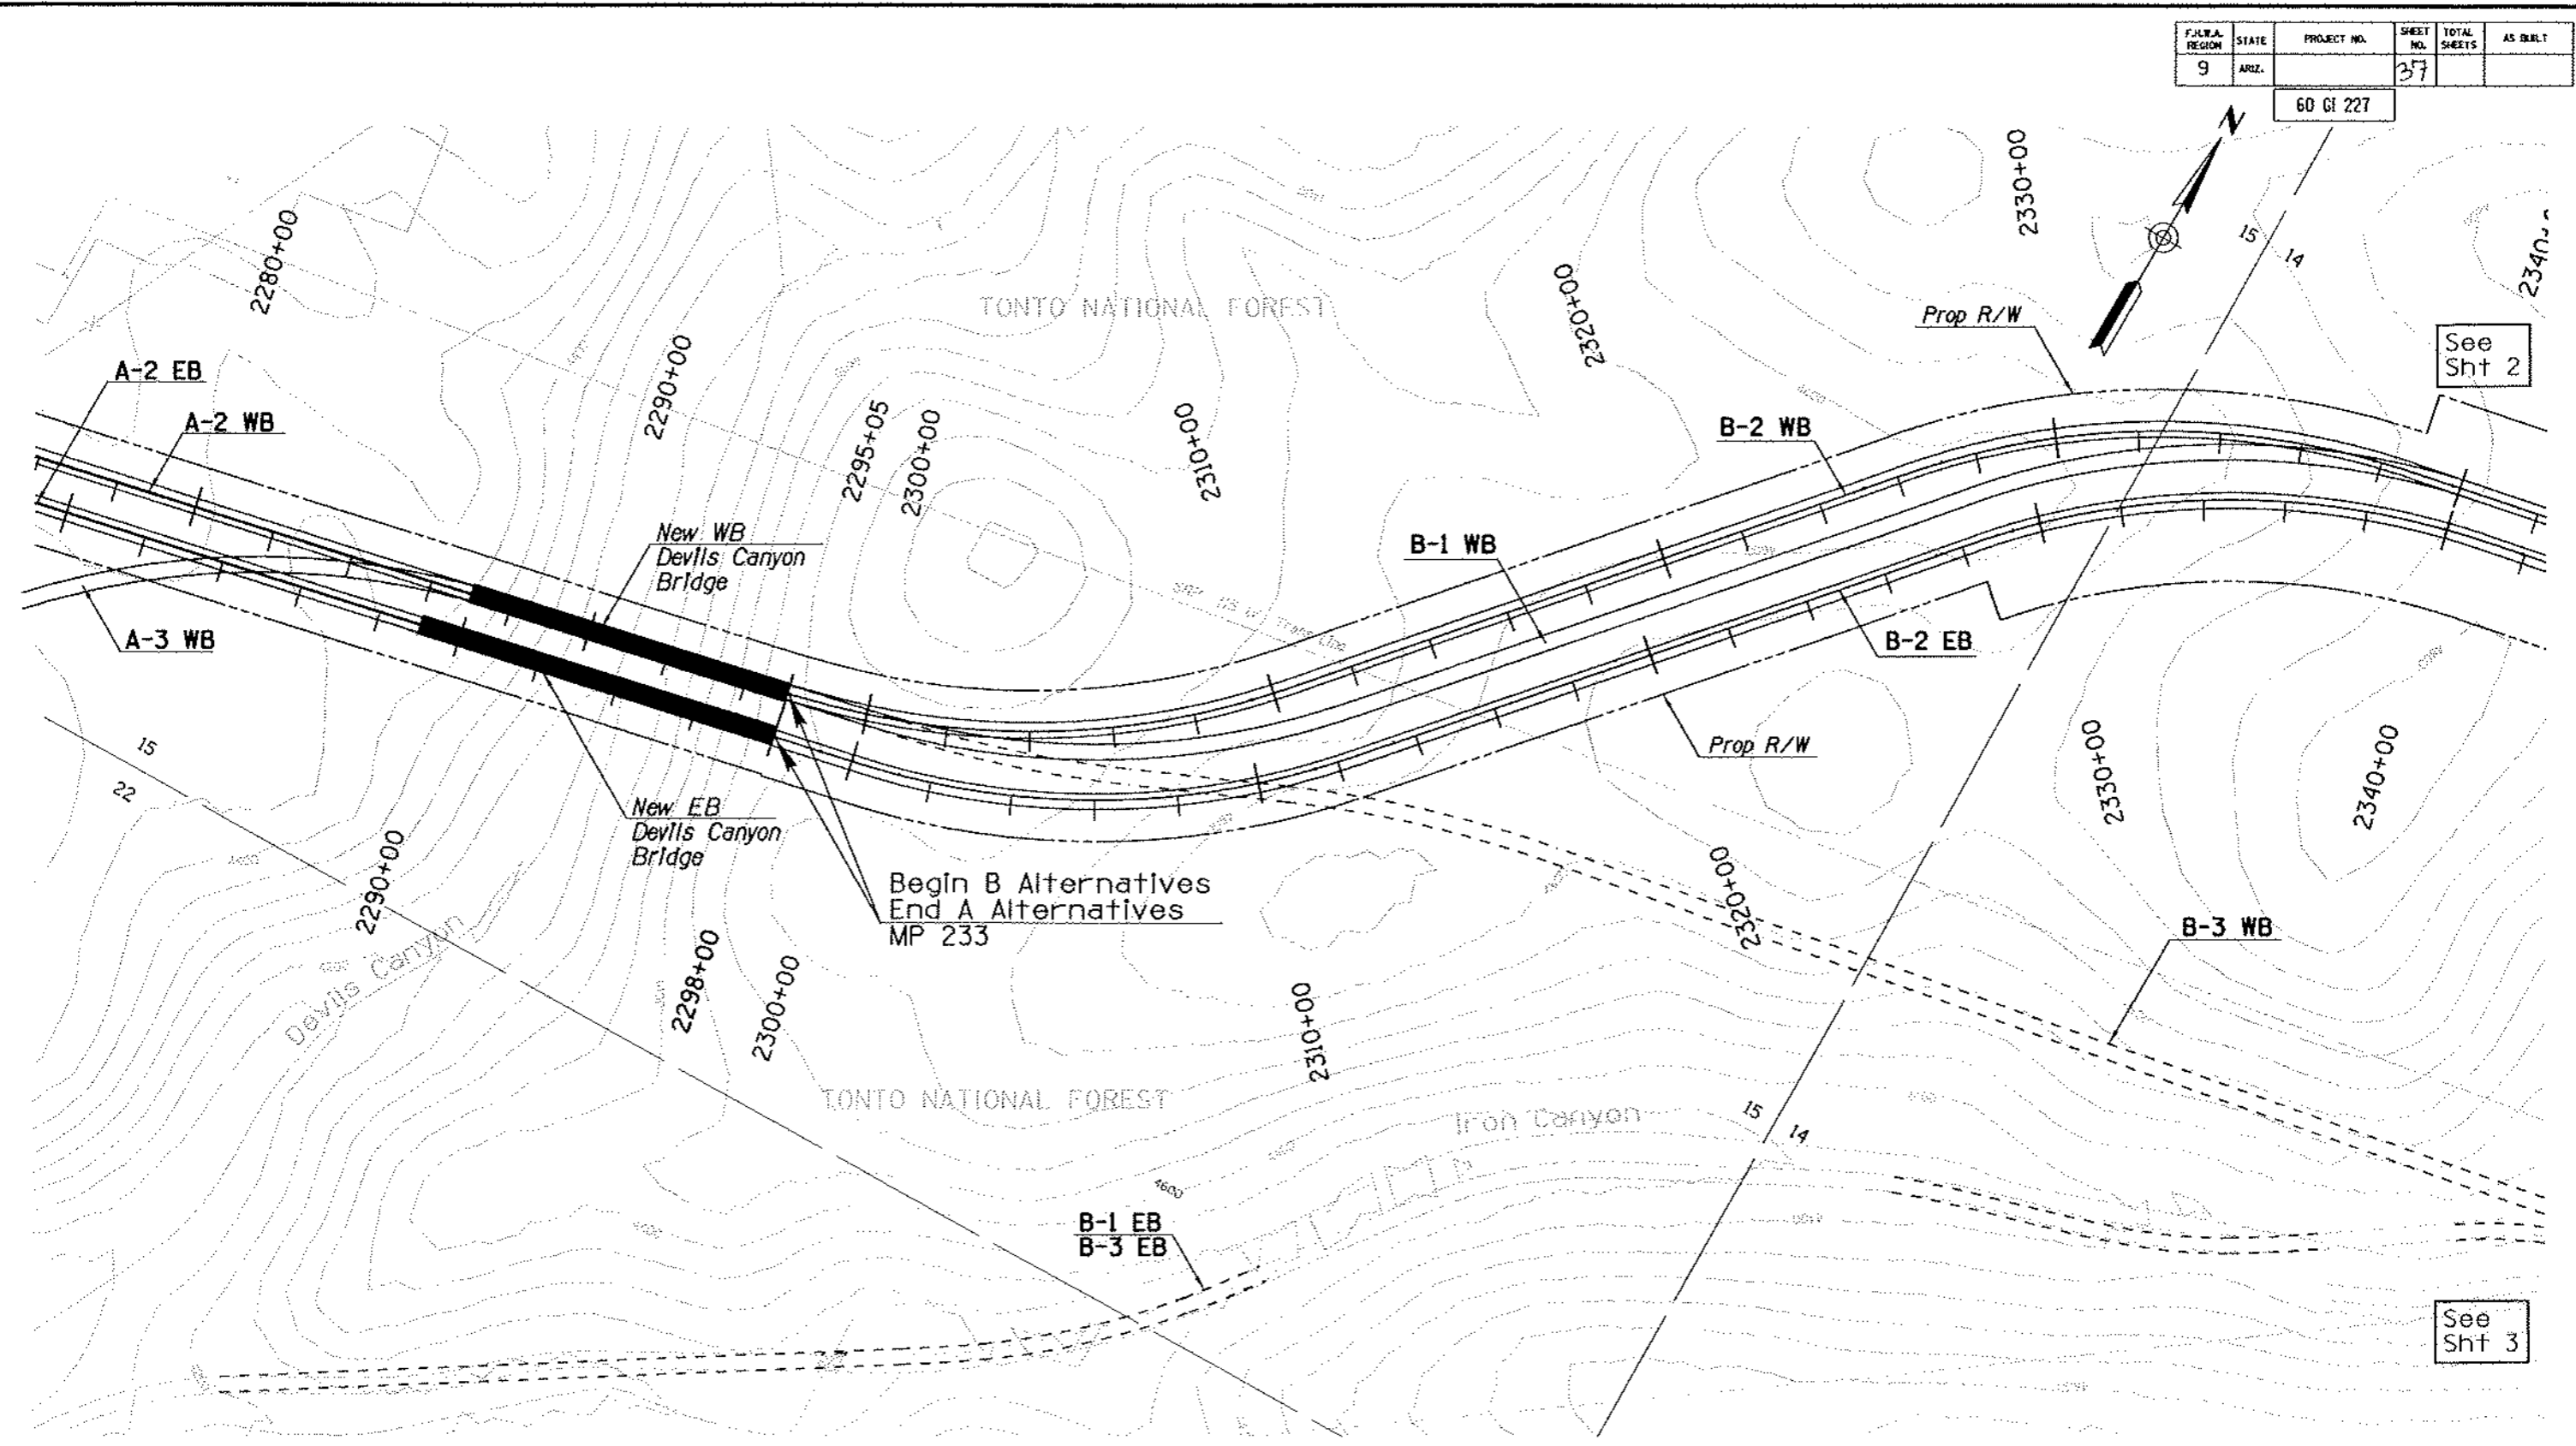 F.H.W.A. REGION STATE PROJECT NO. SHEET NO. TOTAL SHEETS AS BUILT
9 ARIZ. 37
60 GI 227
N
2330+00
15
14
2340
2280+00
TONTO NATIONAL FOREST
2320+00
Prop R/W
See
Sht 2
2290+00
A-2 EB
A-2 WB
2295+05
2300+00
2310+00
B-2 WB
New WB
Devils Canyon
Bridge
B-1 WB
A-3 WB
B-2 EB
Prop R/W
15
22
New EB
Devils Canyon
Bridge
2330+00
2340+00
2290+00
Begin B Alternatives
End A Alternatives
MP 233
2320+00
B-3 WB
Devils Canyon
2298+00
2300+00
2310+00
TONTO NATIONAL FOREST
Iron Canyon
15
14
4600
B-1 EB
B-3 EB
See
Sht 3